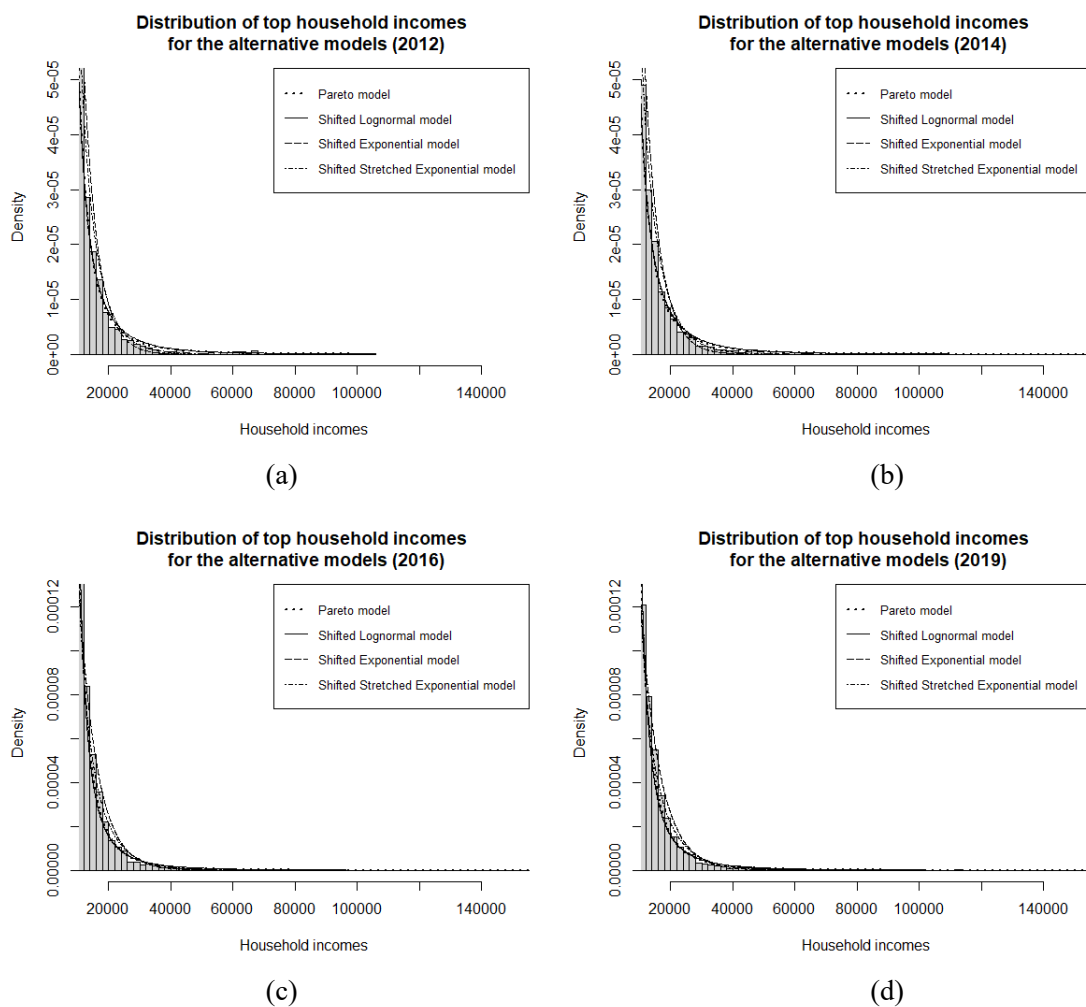 Distribution of top household incomes
for the alternative models (2012)
Density
5e-05
4e-05
3e-05
2e-05
1e-05
0e+00
Pareto model
Shifted Lognormal model
Shifted Exponential model
Shifted Stretched Exponential model
20000 40000 60000 80000 100000 140000
Household incomes
(a)
Distribution of top household incomes
for the alternative models (2014)
Density
5e-05
4e-05
3e-05
2e-05
1e-05
0e+00
Pareto model
Shifted Lognormal model
Shifted Exponential model
Shifted Stretched Exponential model
20000 40000 60000 80000 100000 140000
Household incomes
(b)
Distribution of top household incomes
for the alternative models (2016)
Density
0.00012
0.00008
0.00004
0.00000
Pareto model
Shifted Lognormal model
Shifted Exponential model
Shifted Stretched Exponential model
20000 40000 60000 80000 100000 140000
Household incomes
(c)
Distribution of top household incomes
for the alternative models (2019)
Density
0.00012
0.00008
0.00004
0.00000
Pareto model
Shifted Lognormal model
Shifted Exponential model
Shifted Stretched Exponential model
20000 40000 60000 80000 100000 140000
Household incomes
(d)